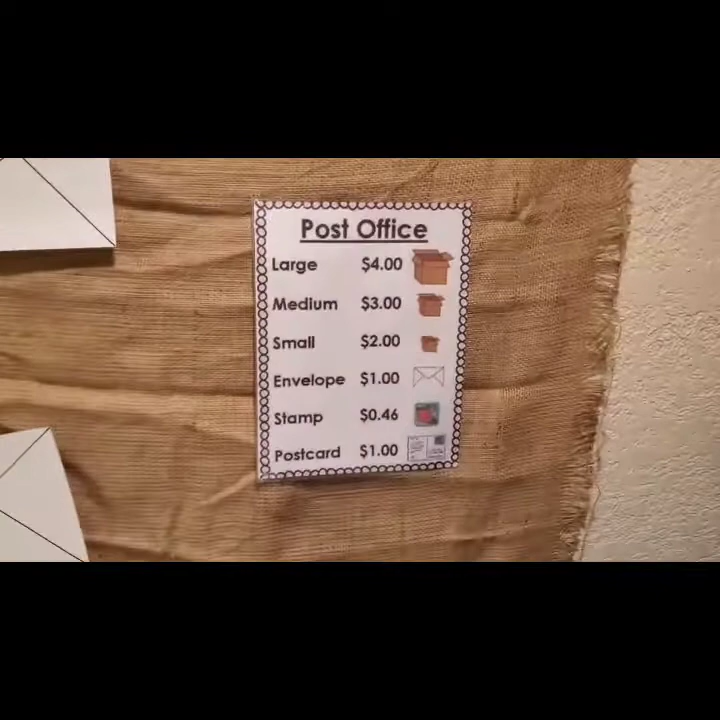 Post Office
Large $4.00
Medium $3.00
Small $2.00
Envelope $1.00
Stamp $0.46
Postcard $1.00